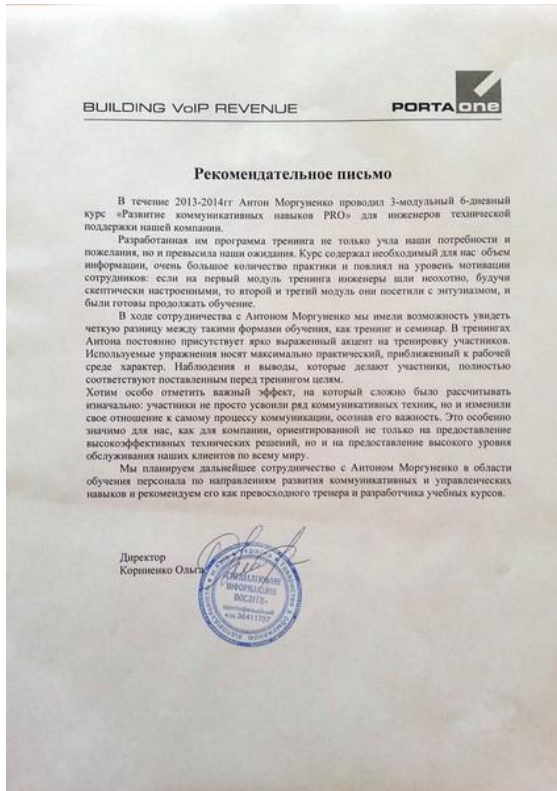 BUILDING VoIP REVENUE
PORTA one
Рекомендательное письмо
В течение 2013-2014гг Антон Моргуненко проводил 3-модульный 6-дневный
курс «Развитие коммуникативных навыков PRO» для инженеров технической
поддержки нашей компании.
Разработанная им программа тренинга не только учла наши потребности и
пожелания, но и превысила наши ожидания. Курс содержал необходимый для нас объем
информации, очень большое количество практики и повлиял на уровень мотивации
сотрудников: если на первый модуль тренинга инженеры шли неохотно, будучи
скептически настроенными, то второй и третий модуль они посетили с энтузиазмом, и
были готовы продолжать обучение.
В ходе сотрудничества с Антоном Моргуненко мы имели возможность увидеть
четкую разницу между такими формами обучения, как тренинг и семинар. В тренингах
Антона постоянно присутствует ярко выраженный акцент на тренировку участников.
Используемые упражнения носят максимально практический, приближенный к рабочей
среде характер. Наблюдения и выводы, которые делают участники, полностью
соответствуют поставленным перед тренингом целям.
Хотим особо отметить важный эффект, на который сложно было рассчитывать
изначально: участники не просто усвоили ряд коммуникативных техник, но и изменили
свое отношение к самому процессу коммуникации, осознав его важность. Это особенно
значимо для нас, как для компании, ориентированной не только на предоставление
высокоэффективных технических решений, но и на предоставление высокого уровня
обслуживания наших клиентов по всему миру.
Мы планируем дальнейшее сотрудничество с Антоном Моргуненко в области
обучения персонала по направлениям развития коммуникативных и управленческих
навыков и рекомендуем его как превосходного тренера и разработчика учебных курсов.
Директор
Корниенко Ольга
ІНФОРМАЦІЙНІ
ПОСЛУГИ»